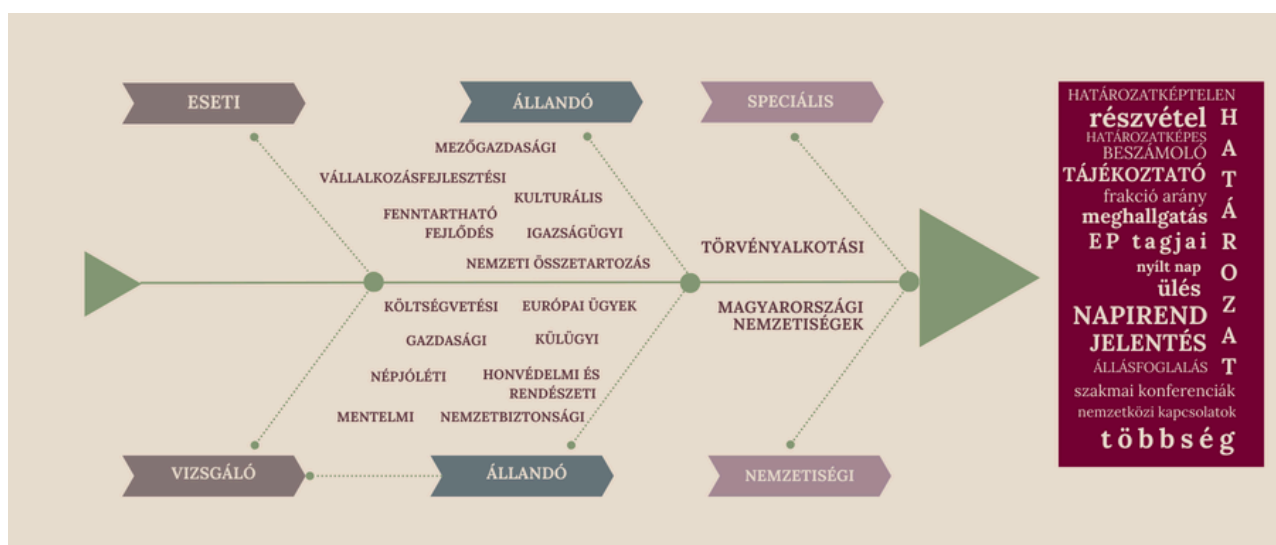 ESETI
ÁLLANDÓ
SPECIÁLIS
MEZŐGAZDASÁGI
VÁLLALKOZÁSFEJLESZTÉSI
KULTURÁLIS
FENNTARTHATÓ
FEJLŐDÉS
IGAZSÁGÜGYI
NEMZETI ÖSSZETARTOZÁS
TÖRVÉNYALKOTÁSI
KÖLTSÉGVETÉSI
EURÓPAI ÜGYEK
MAGYARORSZÁGI
NEMZETISÉGEK
GAZDASÁGI
KÜLÜGYI
NÉPJÓLÉTI
HONVÉDELMI ÉS
RENDÉSZETI
MENTELMI
NEMZETBIZTONSÁGI
VIZSGÁLÓ
ÁLLANDÓ
NEMZETISÉGI
HATÁROZATKÉPTELEN
részvétel
HATÁROZATKÉPES
BESZÁMOLÓ
TÁJÉKOZTATÓ
frakció arány
meghallgatás
EP tagjai
nyílt nap
ülés
NAPIREND
JELENTÉS
ÁLLÁSFOGLALÁS
szakmai konferenciák
nemzetközi kapcsolatok
többség
HATÁROZAT